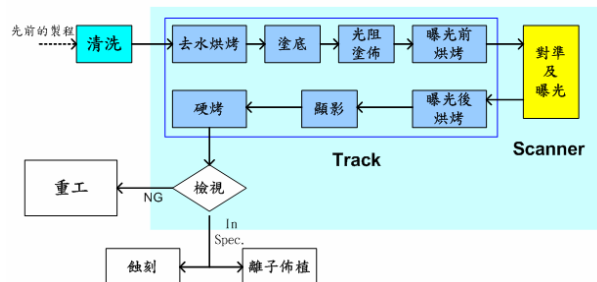 先前的製程
清洗
去水烘烤
塗底
光阻
塗佈
曝光前
烘烤
對準
及
曝光
硬烤
顯影
曝光後
烘烤
Track
Scanner
重工
NG
檢視
In
Spec.
蝕刻
離子佈植